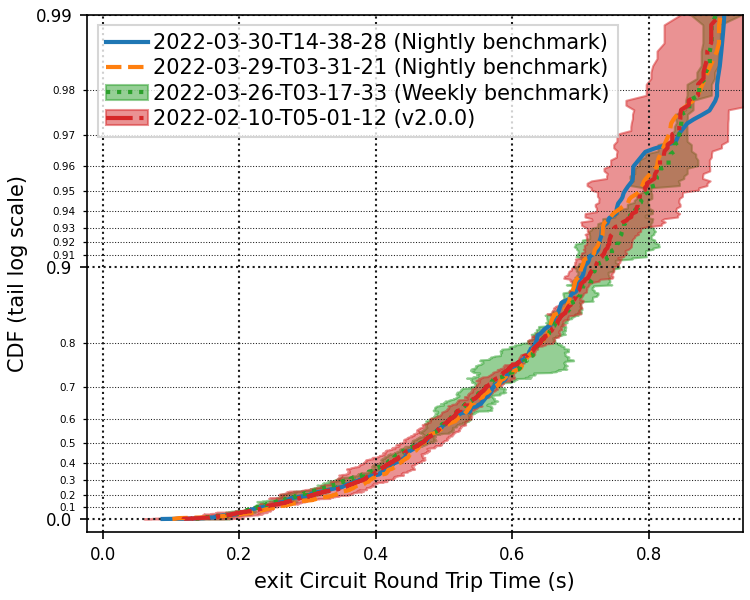 0.99
2022-03-30-T14-38-28 (Nightly benchmark)
2022-03-29-T03-31-21 (Nightly benchmark)
2022-03-26-T03-17-33 (Weekly benchmark)
2022-02-10-T05-01-12 (v2.0.0)
0.98
0.97
0.96
0.95
0.94
0.93
0.92
0.91
0.9
0.8
0.7
0.6
0.5
0.4
0.3
0.2
0.1
0.0
CDF (tail log scale)
0.0 0.2 0.4 0.6 0.8
exit Circuit Round Trip Time (s)